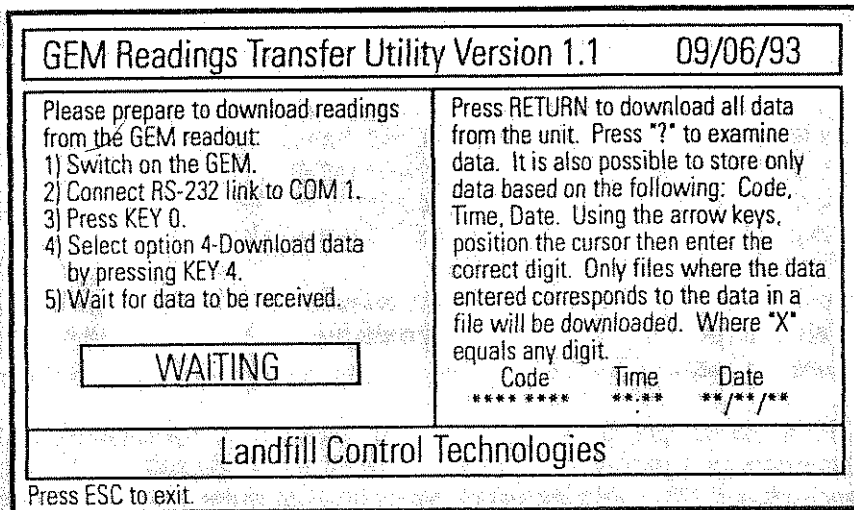 GEM Readings Transfer Utility Version 1.1 09/06/93
Please prepare to download readings
from the GEM readout:
1) Switch on the GEM.
2) Connect RS-232 link to COM 1.
3) Press KEY 0.
4) Select option 4-Download data
by pressing KEY 4.
5) Wait for data to be received.
WAITING
Press RETURN to download all data
from the unit. Press "?" to examine
data. It is also possible to store only
data based on the following: Code,
Time, Date. Using the arrow keys,
position the cursor then enter the
correct digit. Only files where the data
entered corresponds to the data in a
file will be downloaded. Where "X"
equals any digit.
Code Time Date
**** **** **:** **/**/**
Landfill Control Technologies
Press ESC to exit.